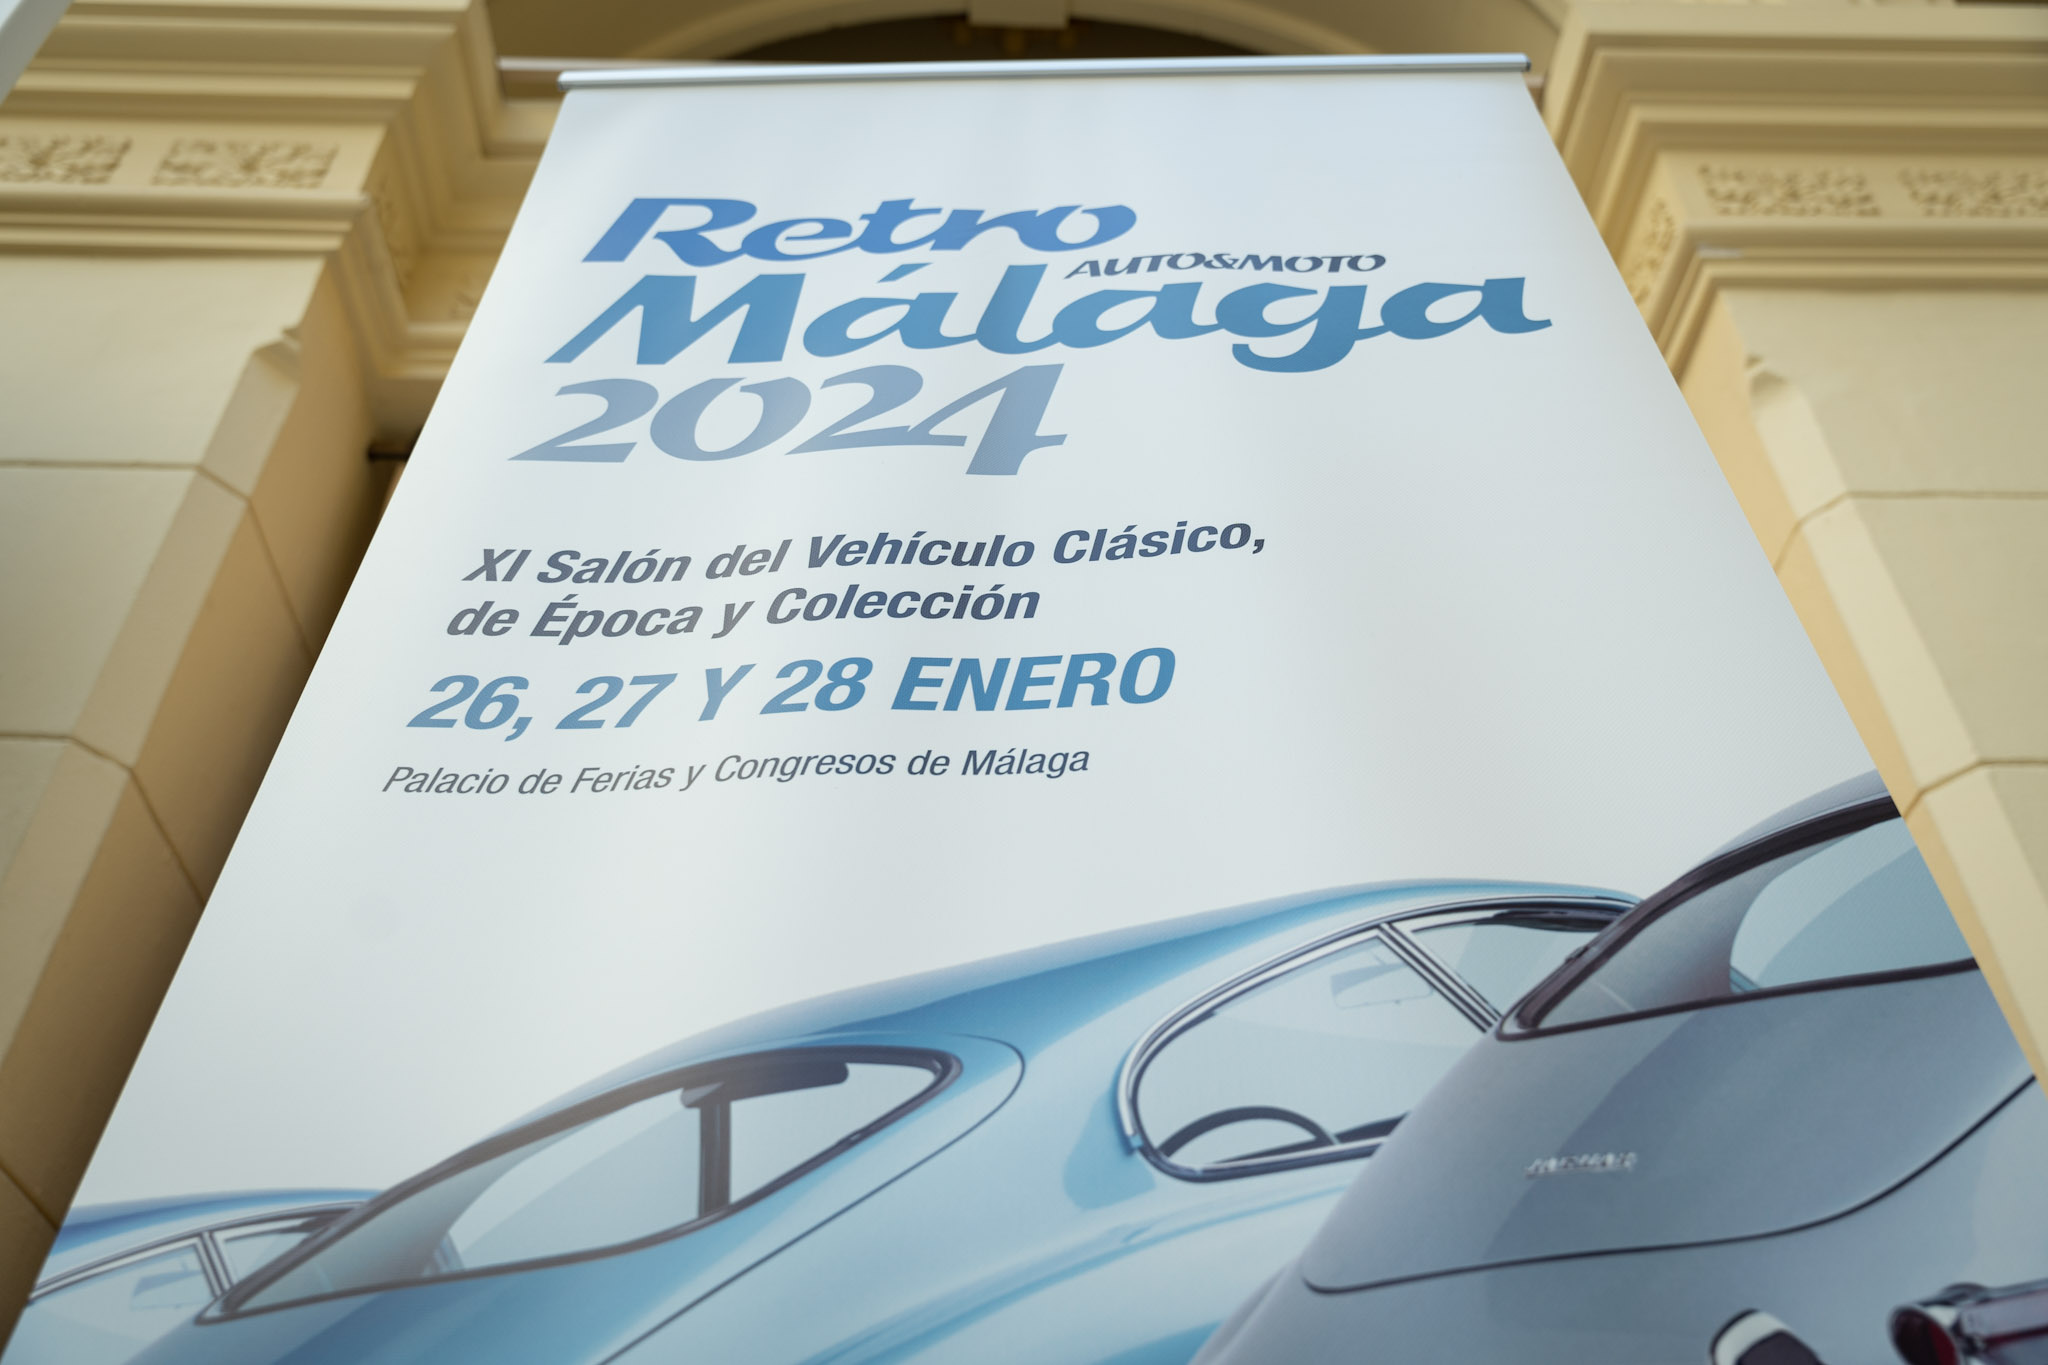 Retro
AUTO&MOTO
Málaga
2024
XI Salón del Vehículo Clásico,
de Época y Colección
26, 27 Y 28 ENERO
Palacio de Ferias y Congresos de Málaga
JAGUAR